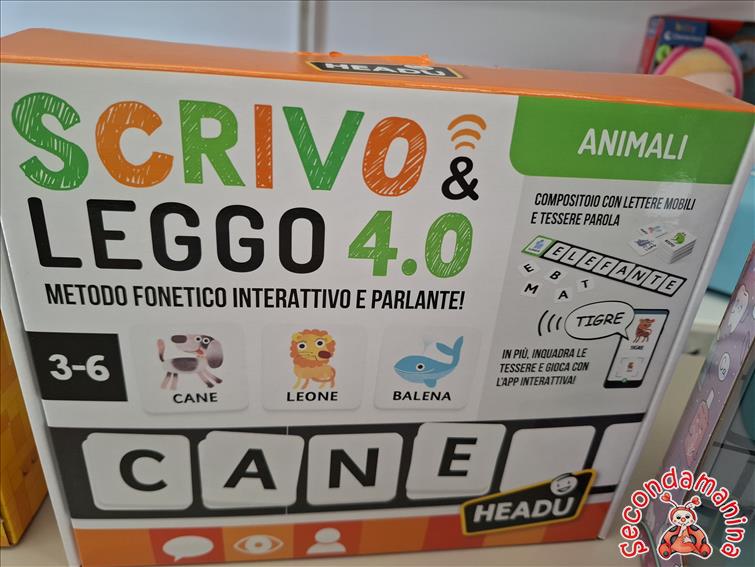 HEADU
SCRIVO
& LEGGO 4.0
METODO FONETICO INTERATTIVO E PARLANTE!
3-6
CANE
LEONE
BALENA
C A N E
ANIMALI
COMPOSITOIO CON LETTERE MOBILI
E TESSERE PAROLA
ELEFANTE
E B T
M A
TIGRE
TIGRE
IN PIÙ, INQUADRA LE
TESSERE E GIOCA CON
L'APP INTERATTIVA!
HEADU
secondamanina